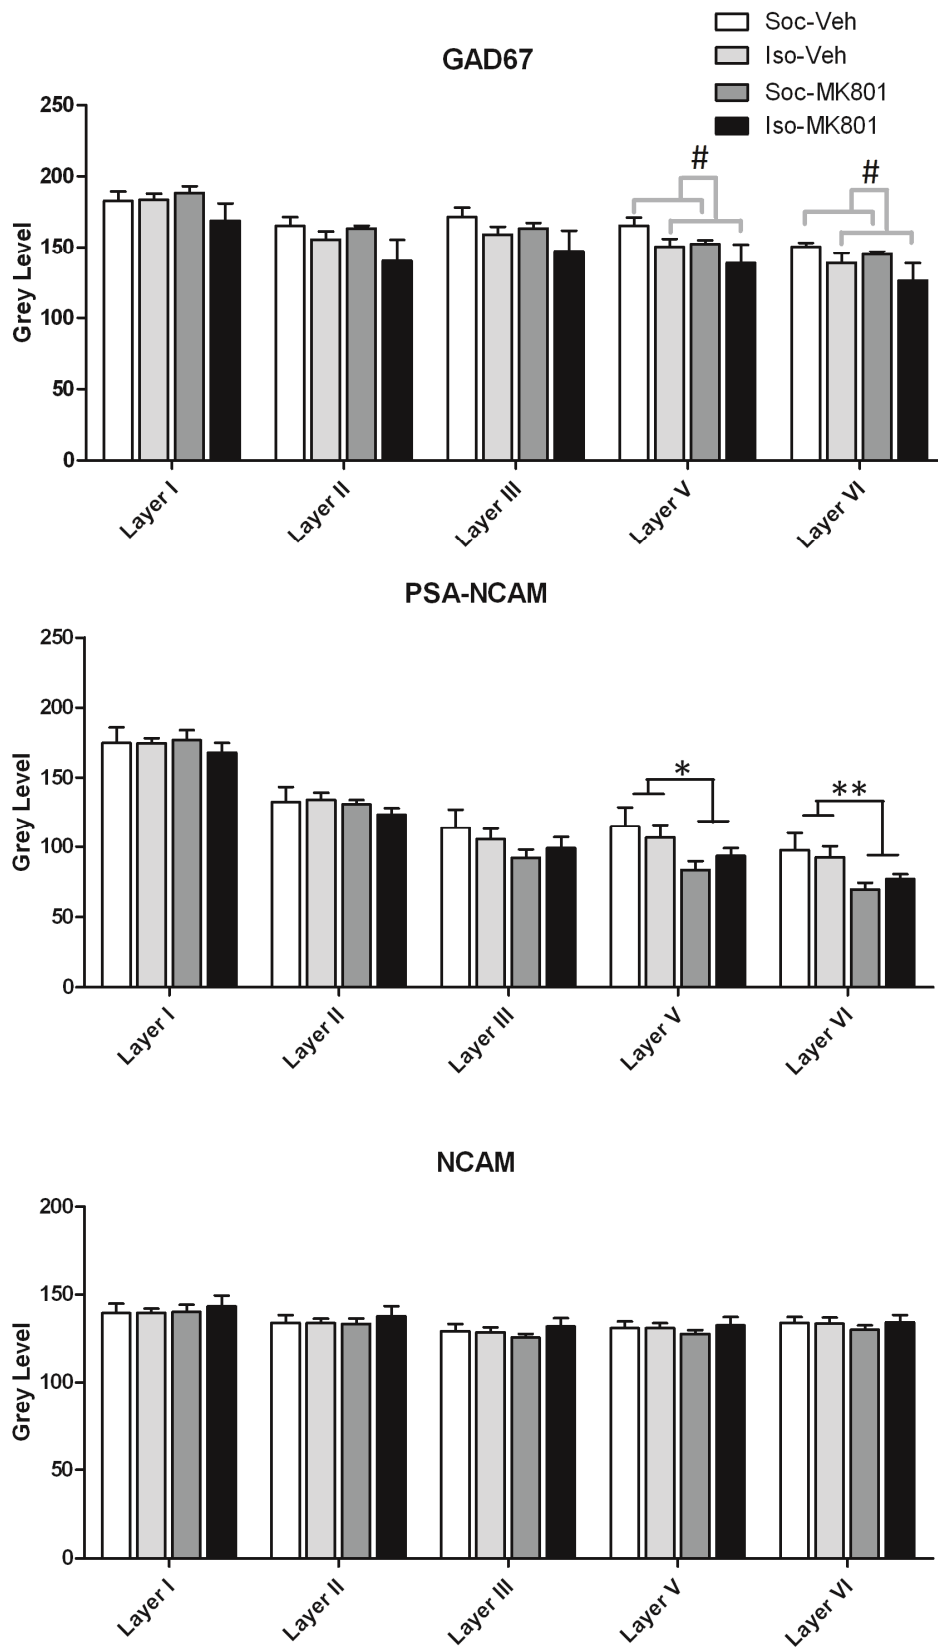 Soc-Veh
Iso-Veh
Soc-MK801
Iso-MK801
GAD67
250
200
150
100
50
0
Grey Level
# #
Layer I Layer II Layer III Layer V Layer VI
PSA-NCAM
250
200
150
100
50
0
Grey Level
* **
Layer I Layer II Layer III Layer V Layer VI
NCAM
200
150
100
50
0
Grey Level
Layer I Layer II Layer III Layer V Layer VI